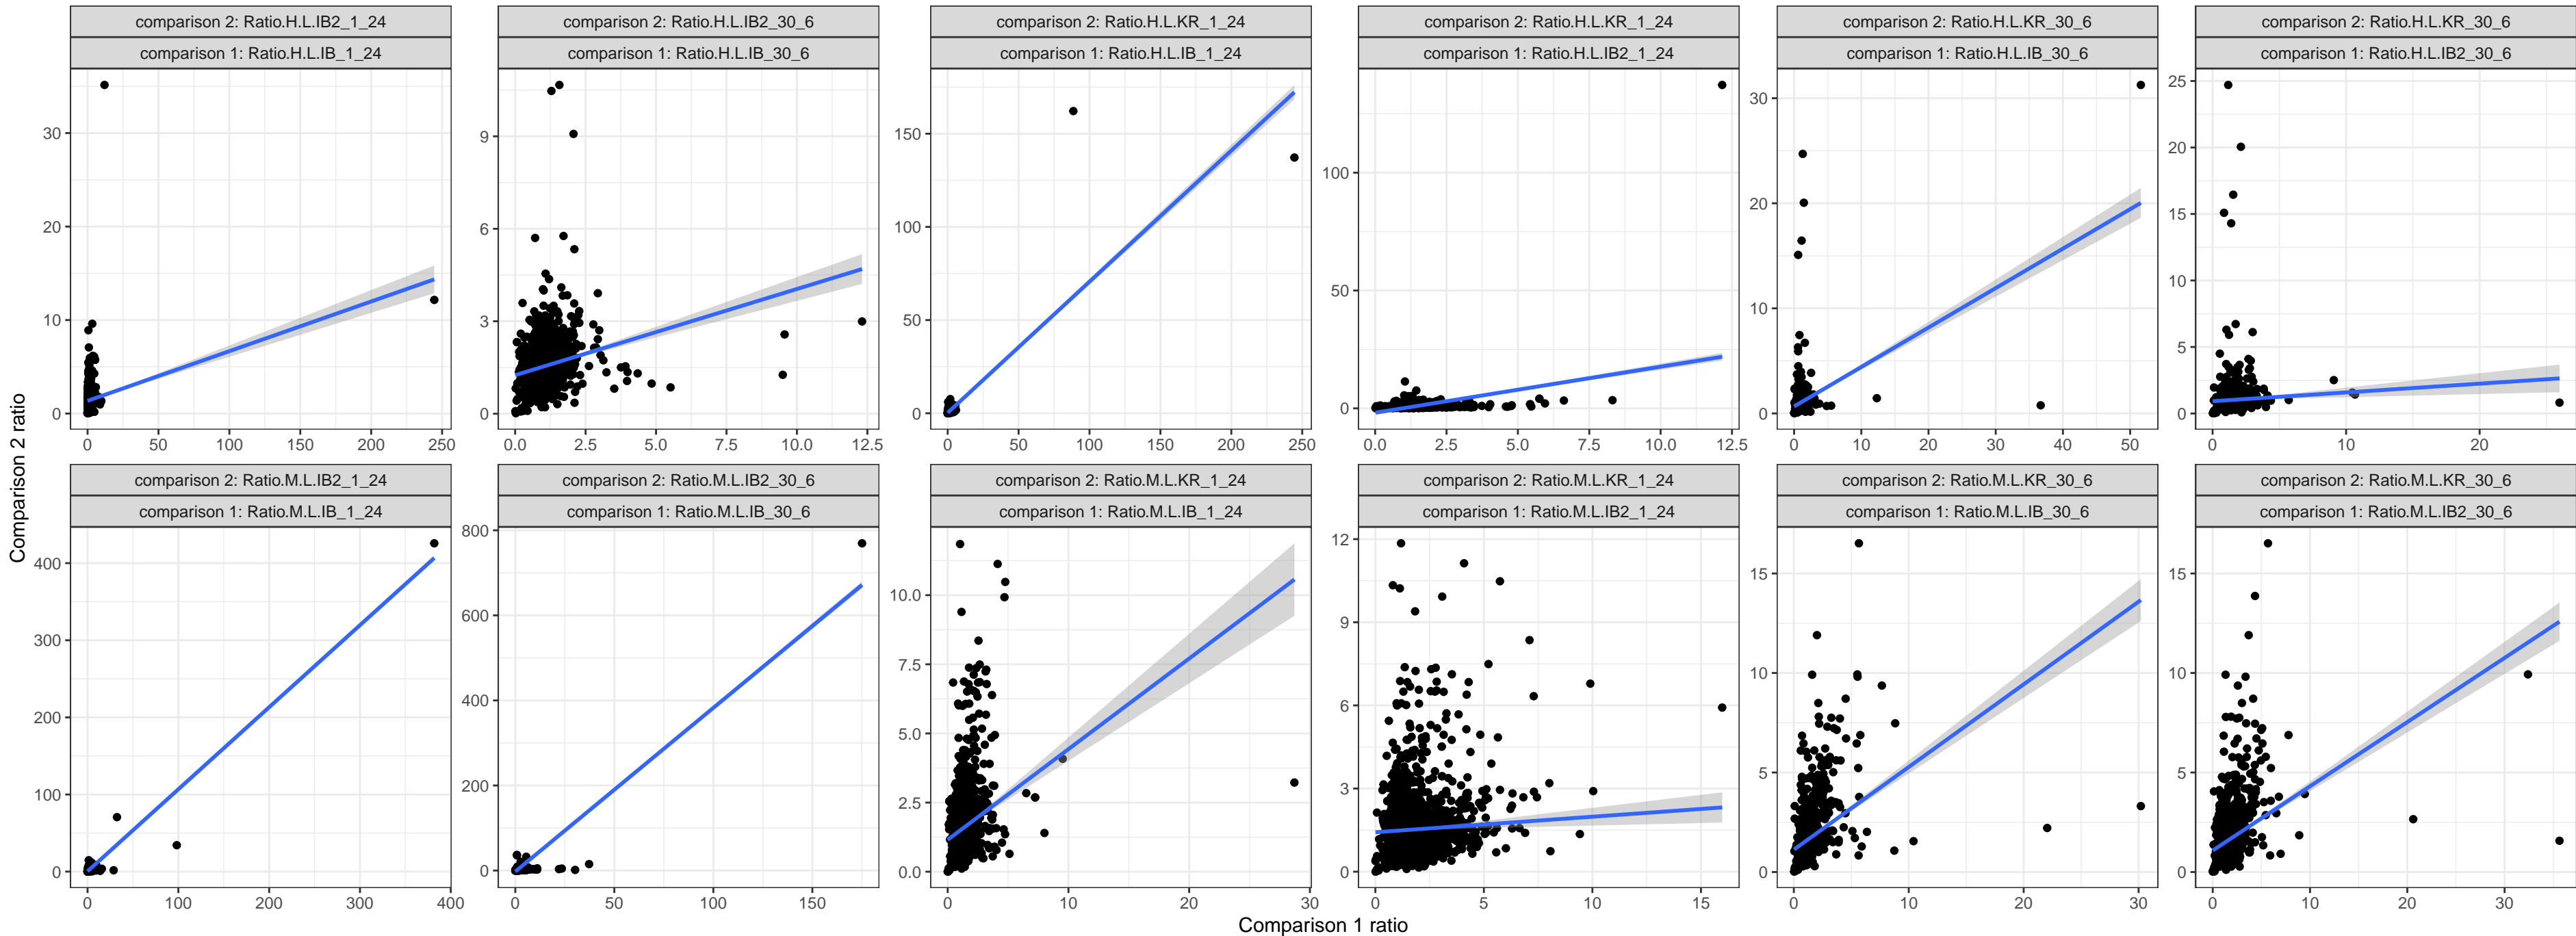 comparison 2: Ratio.H.L.IB2_1_24
comparison 1: Ratio.H.L.IB_1_24
30
20
10
0
0 50 100 150 200 250
comparison 2: Ratio.H.L.IB2_30_6
comparison 1: Ratio.H.L.IB_30_6
9
6
3
0
0.0 2.5 5.0 7.5 10.0 12.5
comparison 2: Ratio.H.L.KR_1_24
comparison 1: Ratio.H.L.IB_1_24
150
100
50
0
0 50 100 150 200 250
comparison 2: Ratio.H.L.KR_1_24
comparison 1: Ratio.H.L.IB2_1_24
100
50
0
0.0 2.5 5.0 7.5 10.0 12.5
comparison 2: Ratio.H.L.KR_30_6
comparison 1: Ratio.H.L.IB_30_6
30
20
10
0
0 10 20 30 40 50
comparison 2: Ratio.H.L.KR_30_6
comparison 1: Ratio.H.L.IB2_30_6
25
20
15
10
5
0
0 10 20
comparison 2: Ratio.M.L.IB2_1_24
comparison 1: Ratio.M.L.IB_1_24
400
300
200
100
0
0 100 200 300 400
comparison 2: Ratio.M.L.IB2_30_6
comparison 1: Ratio.M.L.IB_30_6
800
600
400
200
0
0 50 100 150
comparison 2: Ratio.M.L.KR_1_24
comparison 1: Ratio.M.L.IB_1_24
10.0
7.5
5.0
2.5
0.0
0 10 20 30
comparison 2: Ratio.M.L.KR_1_24
comparison 1: Ratio.M.L.IB2_1_24
12
9
6
3
0
0 5 10 15
comparison 2: Ratio.M.L.KR_30_6
comparison 1: Ratio.M.L.IB_30_6
15
10
5
0
0 10 20 30
comparison 2: Ratio.M.L.KR_30_6
comparison 1: Ratio.M.L.IB2_30_6
15
10
5
0
0 10 20 30
Comparison 2 ratio
Comparison 1 ratio